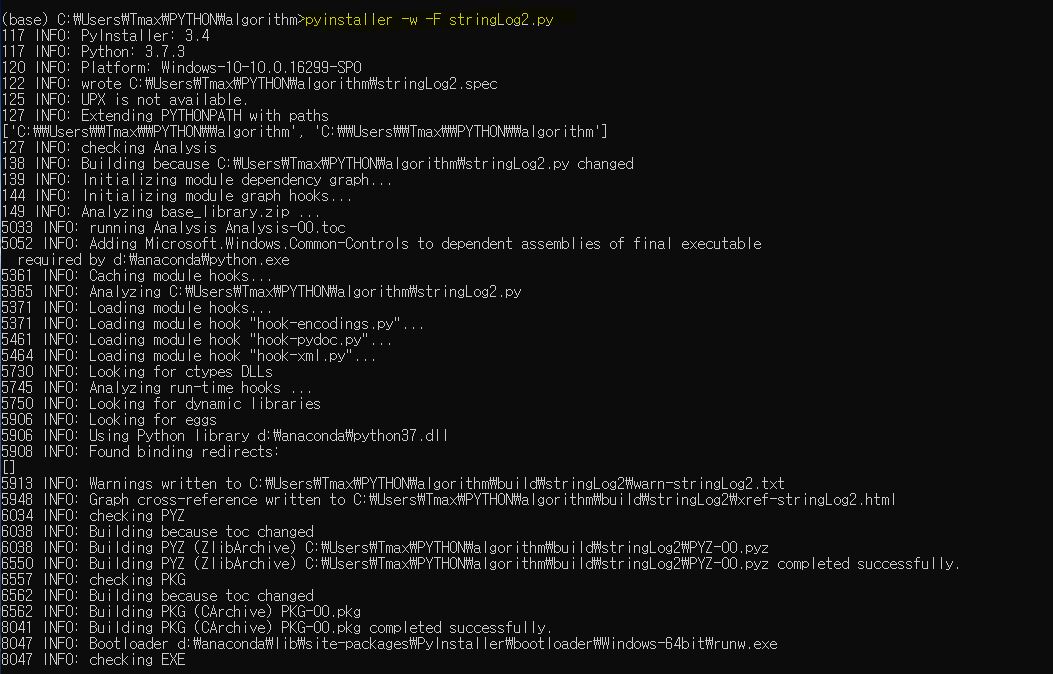 (base) C:₩Users₩Tmax₩PYTHON₩algorithm>pyinstaller -w -F stringLog2.py
117 INFO: PyInstaller: 3.4
117 INFO: Python: 3.7.3
120 INFO: Platform: Windows-10-10.0.16299-SP0
122 INFO: wrote C:₩Users₩Tmax₩PYTHON₩algorithm₩stringLog2.spec
125 INFO: UPX is not available.
127 INFO: Extending PYTHONPATH with paths
['C:₩₩Users₩₩Tmax₩₩PYTHON₩₩algorithm', 'C:₩₩Users₩₩Tmax₩₩PYTHON₩₩algorithm']
127 INFO: checking Analysis
138 INFO: Building because C:₩Users₩Tmax₩PYTHON₩algorithm₩stringLog2.py changed
139 INFO: Initializing module dependency graph...
144 INFO: Initializing module graph hooks...
149 INFO: Analyzing base_library.zip ...
5033 INFO: running Analysis Analysis-00.toc
5052 INFO: Adding Microsoft.Windows.Common-Controls to dependent assemblies of final executable
  required by d:₩anaconda₩python.exe
5361 INFO: Caching module hooks...
5365 INFO: Analyzing C:₩Users₩Tmax₩PYTHON₩algorithm₩stringLog2.py
5371 INFO: Loading module hooks...
5371 INFO: Loading module hook "hook-encodings.py"...
5461 INFO: Loading module hook "hook-pydoc.py"...
5464 INFO: Loading module hook "hook-xml.py"...
5730 INFO: Looking for ctypes DLLs
5745 INFO: Analyzing run-time hooks ...
5750 INFO: Looking for dynamic libraries
5906 INFO: Looking for eggs
5906 INFO: Using Python library d:₩anaconda₩python37.dll
5908 INFO: Found binding redirects:
[]
5913 INFO: Warnings written to C:₩Users₩Tmax₩PYTHON₩algorithm₩build₩stringLog2₩warn-stringLog2.txt
5948 INFO: Graph cross-reference written to C:₩Users₩Tmax₩PYTHON₩algorithm₩build₩stringLog2₩xref-stringLog2.html
6034 INFO: checking PYZ
6038 INFO: Building because toc changed
6038 INFO: Building PYZ (ZlibArchive) C:₩Users₩Tmax₩PYTHON₩algorithm₩build₩stringLog2₩PYZ-00.pyz
6550 INFO: Building PYZ (ZlibArchive) C:₩Users₩Tmax₩PYTHON₩algorithm₩build₩stringLog2₩PYZ-00.pyz completed successfully.
6557 INFO: checking PKG
6562 INFO: Building because toc changed
6562 INFO: Building PKG (CArchive) PKG-00.pkg
8041 INFO: Building PKG (CArchive) PKG-00.pkg completed successfully.
8047 INFO: Bootloader d:₩anaconda₩lib₩site-packages₩PyInstaller₩bootloader₩Windows-64bit₩runw.exe
8047 INFO: checking EXE